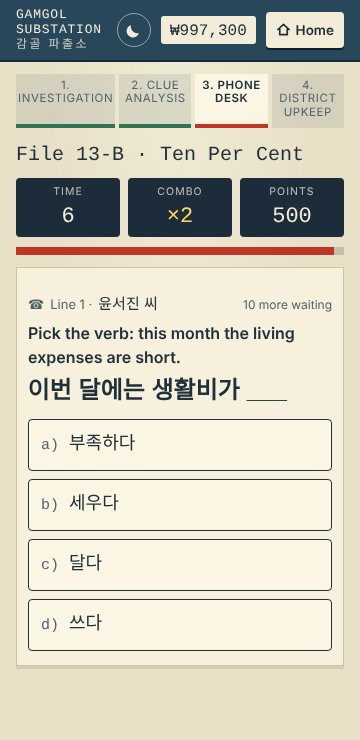 GAMGOL
SUBSTATION
감골 파출소
₩997,300
Home
1.
INVESTIGATION
2. CLUE
ANALYSIS
3. PHONE
DESK
4.
DISTRICT
UPKEEP
File 13-B · Ten Per Cent
TIME
6
COMBO
×2
POINTS
500
☎ Line 1 · 윤서진 씨
10 more waiting
Pick the verb: this month the living
expenses are short.
이번 달에는 생활비가 ___
a) 부족하다
b) 세우다
c) 달다
d) 쓰다